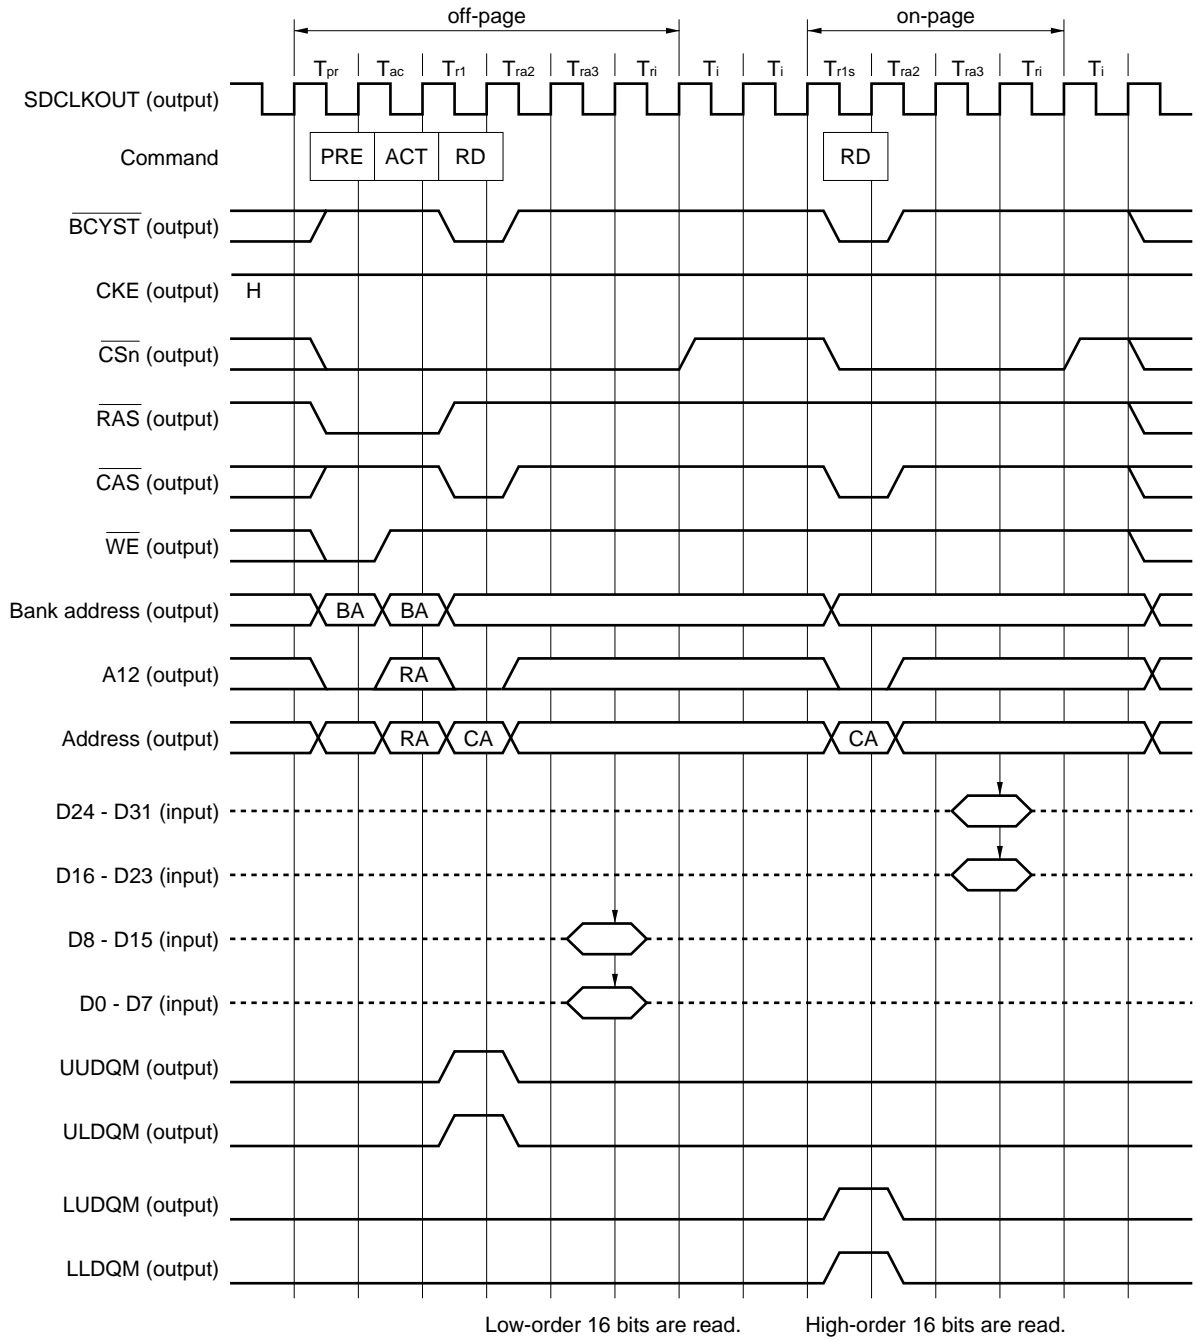 off-page on-page
Tpr Tac Tr1 Tra2 Tra3 Tri Ti Ti Tr1s Tra2 Tra3 Tri Ti
SDCLKOUT (output)
Command PRE ACT RD RD
BCYST (output)
CKE (output) H
CSn (output)
RAS (output)
CAS (output)
WE (output)
Bank address (output) BA BA
A12 (output) RA
Address (output) RA CA CA
D24 - D31 (input)
D16 - D23 (input)
D8 - D15 (input)
D0 - D7 (input)
UUDQM (output)
ULDQM (output)
LUDQM (output)
LLDQM (output)
Low-order 16 bits are read. High-order 16 bits are read.